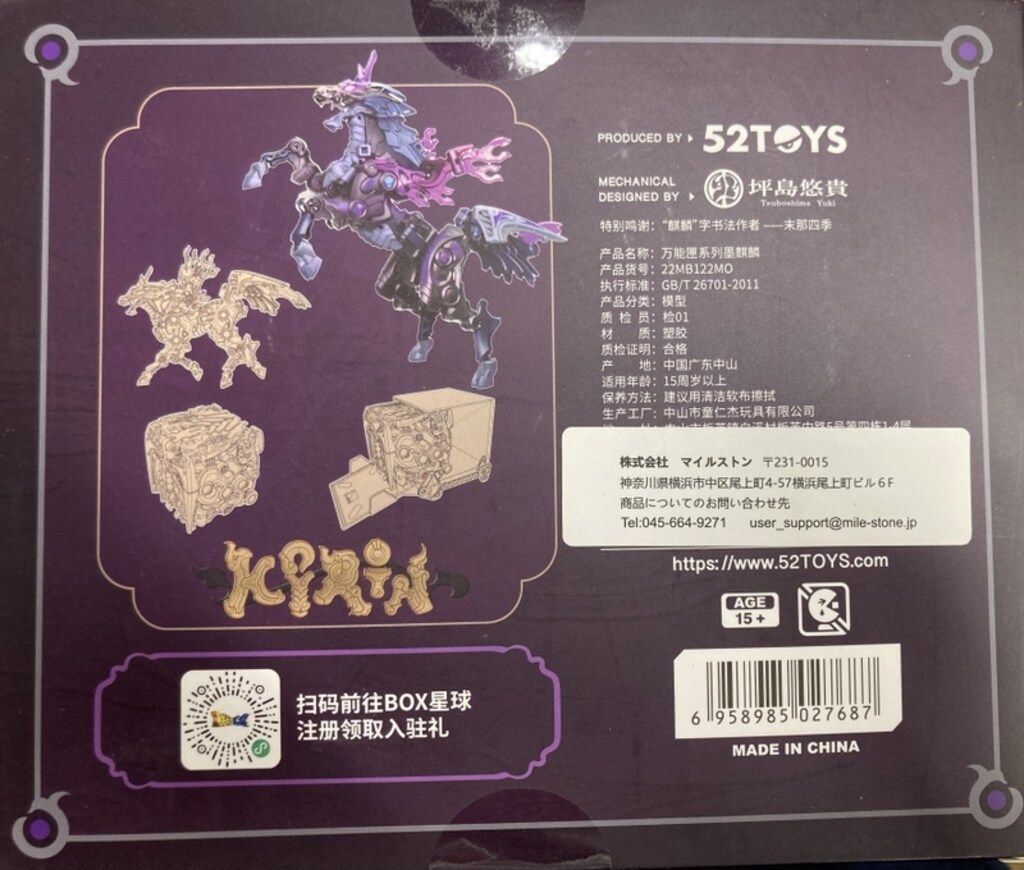 PRODUCED BY 52TOYS
MECHANICAL
DESIGNED BY 坪島悠貴
Tsuboshima Yuki
特别鸣谢：“麒麟”字书法作者 ——末那四季
产品名称：万能匣系列墨麒麟
产品货号：22MB122MO
执行标准：GB/T 26701-2011
产品分类：模型
质 检 员：检01
材 质：塑胶
质检证明：合格
产 地：中国广东中山
适用年龄：15周岁以上
保养方法：建议用清洁软布擦拭
生产工厂：中山市童仁杰玩具有限公司
株式会社 マイルストン 〒231-0015
神奈川県横浜市中区尾上町4-57横浜尾上町ビル6F
商品についてのお問い合わせ先
Tel:045-664-9271 user_support@mile-stone.jp
https://www.52TOYS.com
AGE
15+
KIRIN
扫码前往BOX星球
注册领取入驻礼
6 958985 027687
MADE IN CHINA